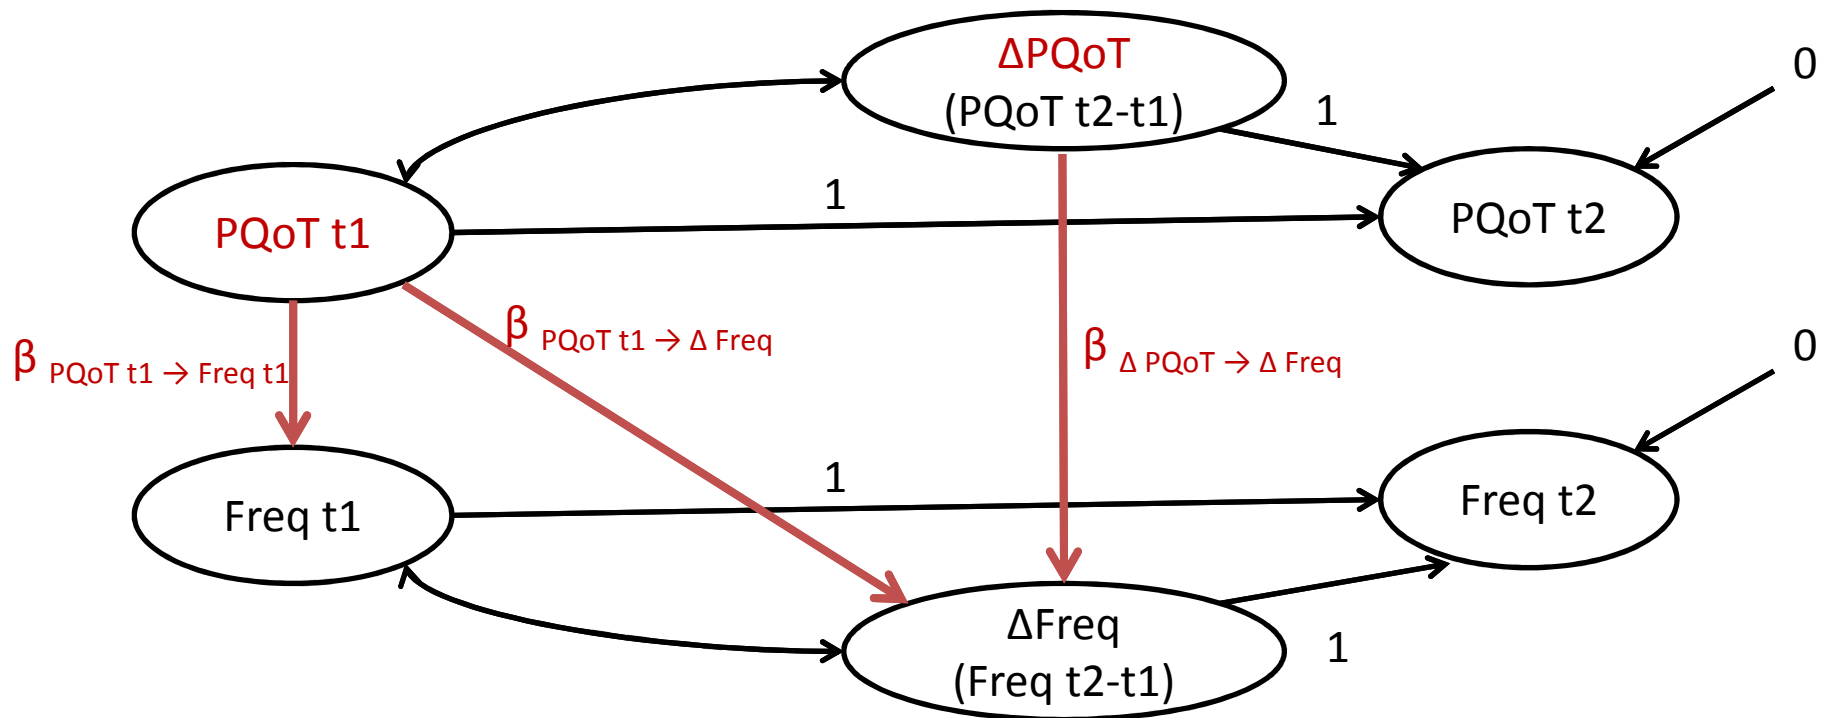 ΔPQoT
(PQoT t2-t1)
0
1
1
PQoT t1
PQoT t2
β PQoT t1 → Freq t1
β PQoT t1 → Δ Freq
β Δ PQoT → Δ Freq
0
1
Freq t1
Freq t2
ΔFreq
(Freq t2-t1)
1